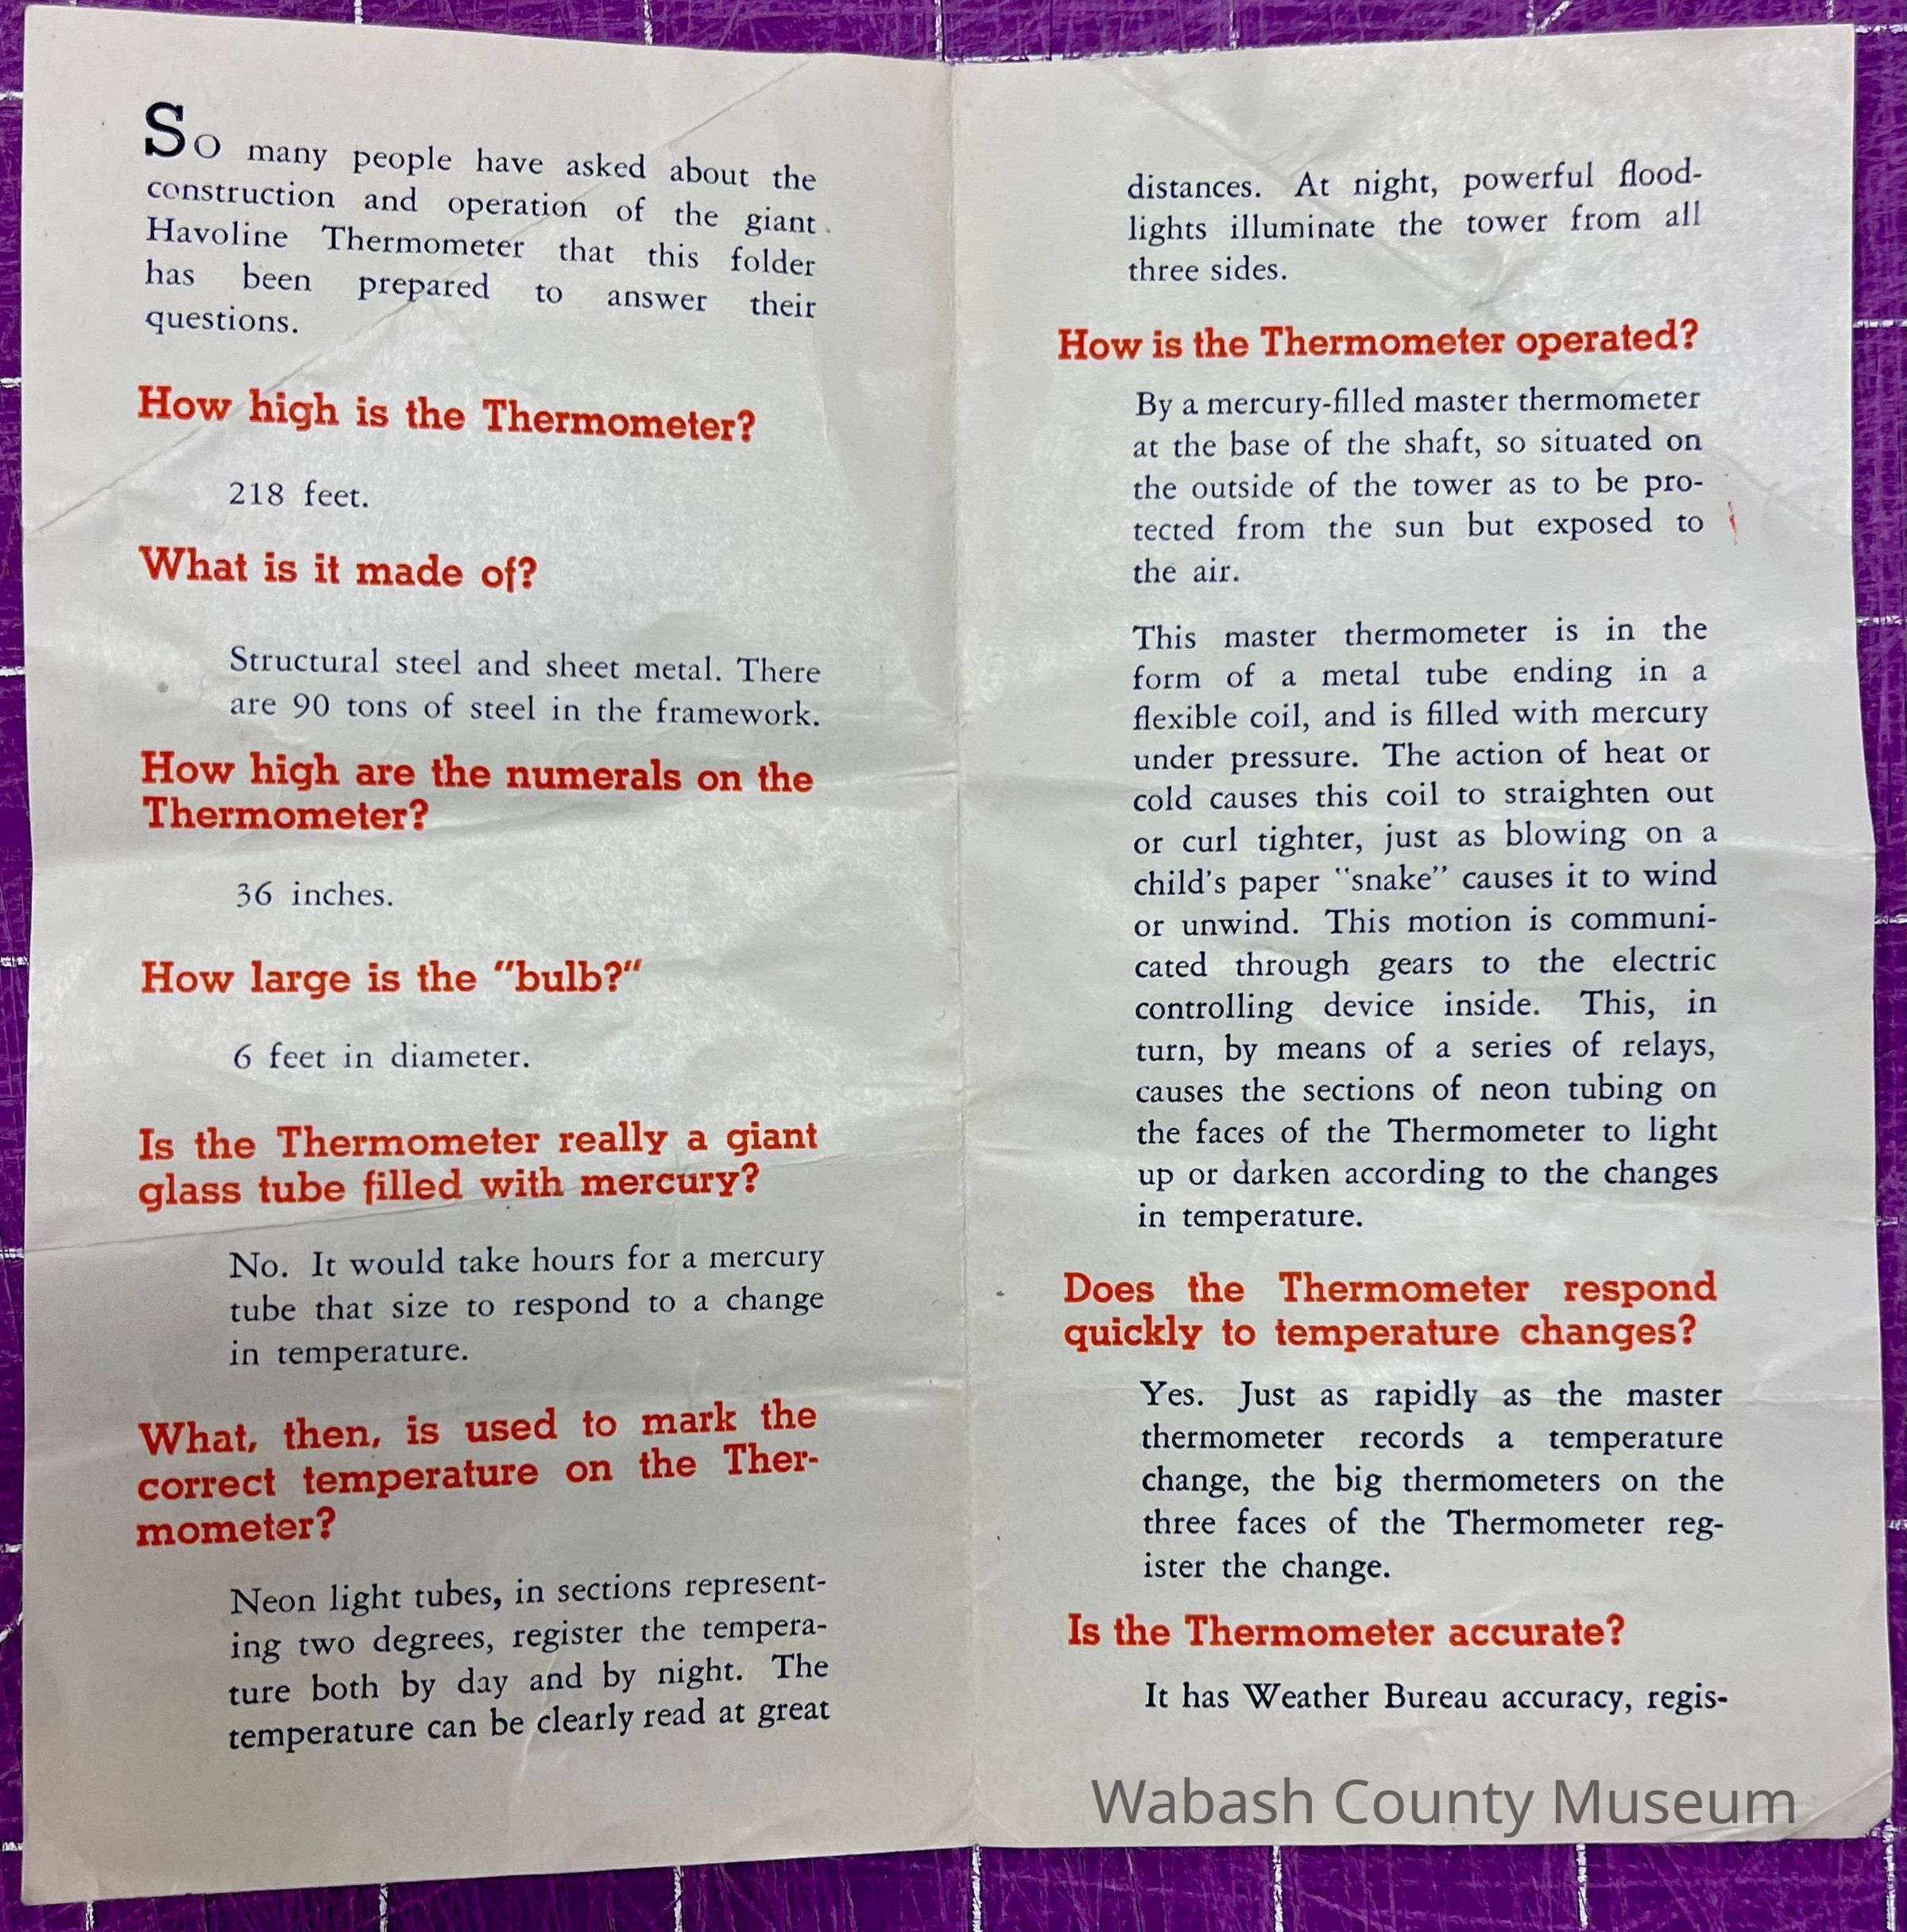 So many people have asked about the
construction and operation of the giant
Havoline Thermometer that this folder
has been prepared to answer their
questions.
How high is the Thermometer?
218 feet.
What is it made of?
Structural steel and sheet metal. There
are 90 tons of steel in the framework.
How high are the numerals on the
Thermometer?
36 inches.
How large is the "bulb?"
6 feet in diameter.
Is the Thermometer really a giant
glass tube filled with mercury?
No. It would take hours for a mercury
tube that size to respond to a change
in temperature.
What, then, is used to mark the
correct temperature on the Ther-
mometer?
Neon light tubes, in sections represent-
ing two degrees, register the tempera-
ture both by day and by night. The
temperature can be clearly read at great
distances. At night, powerful flood-
lights illuminate the tower from all
three sides.
How is the Thermometer operated?
By a mercury-filled master thermometer
at the base of the shaft, so situated on
the outside of the tower as to be pro-
tected from the sun but exposed to
the air.
This master thermometer is in the
form of a metal tube ending in a
flexible coil, and is filled with mercury
under pressure. The action of heat or
cold causes this coil to straighten out
or curl tighter, just as blowing on a
child's paper "snake" causes it to wind
or unwind. This motion is communi-
cated through gears to the electric
controlling device inside. This, in
turn, by means of a series of relays,
causes the sections of neon tubing on
the faces of the Thermometer to light
up or darken according to the changes
in temperature.
Does the Thermometer respond
quickly to temperature changes?
Yes. Just as rapidly as the master
thermometer records a temperature
change, the big thermometers on the
three faces of the Thermometer reg-
ister the change.
Is the Thermometer accurate?
It has Weather Bureau accuracy, regis-
Wabash County Museum